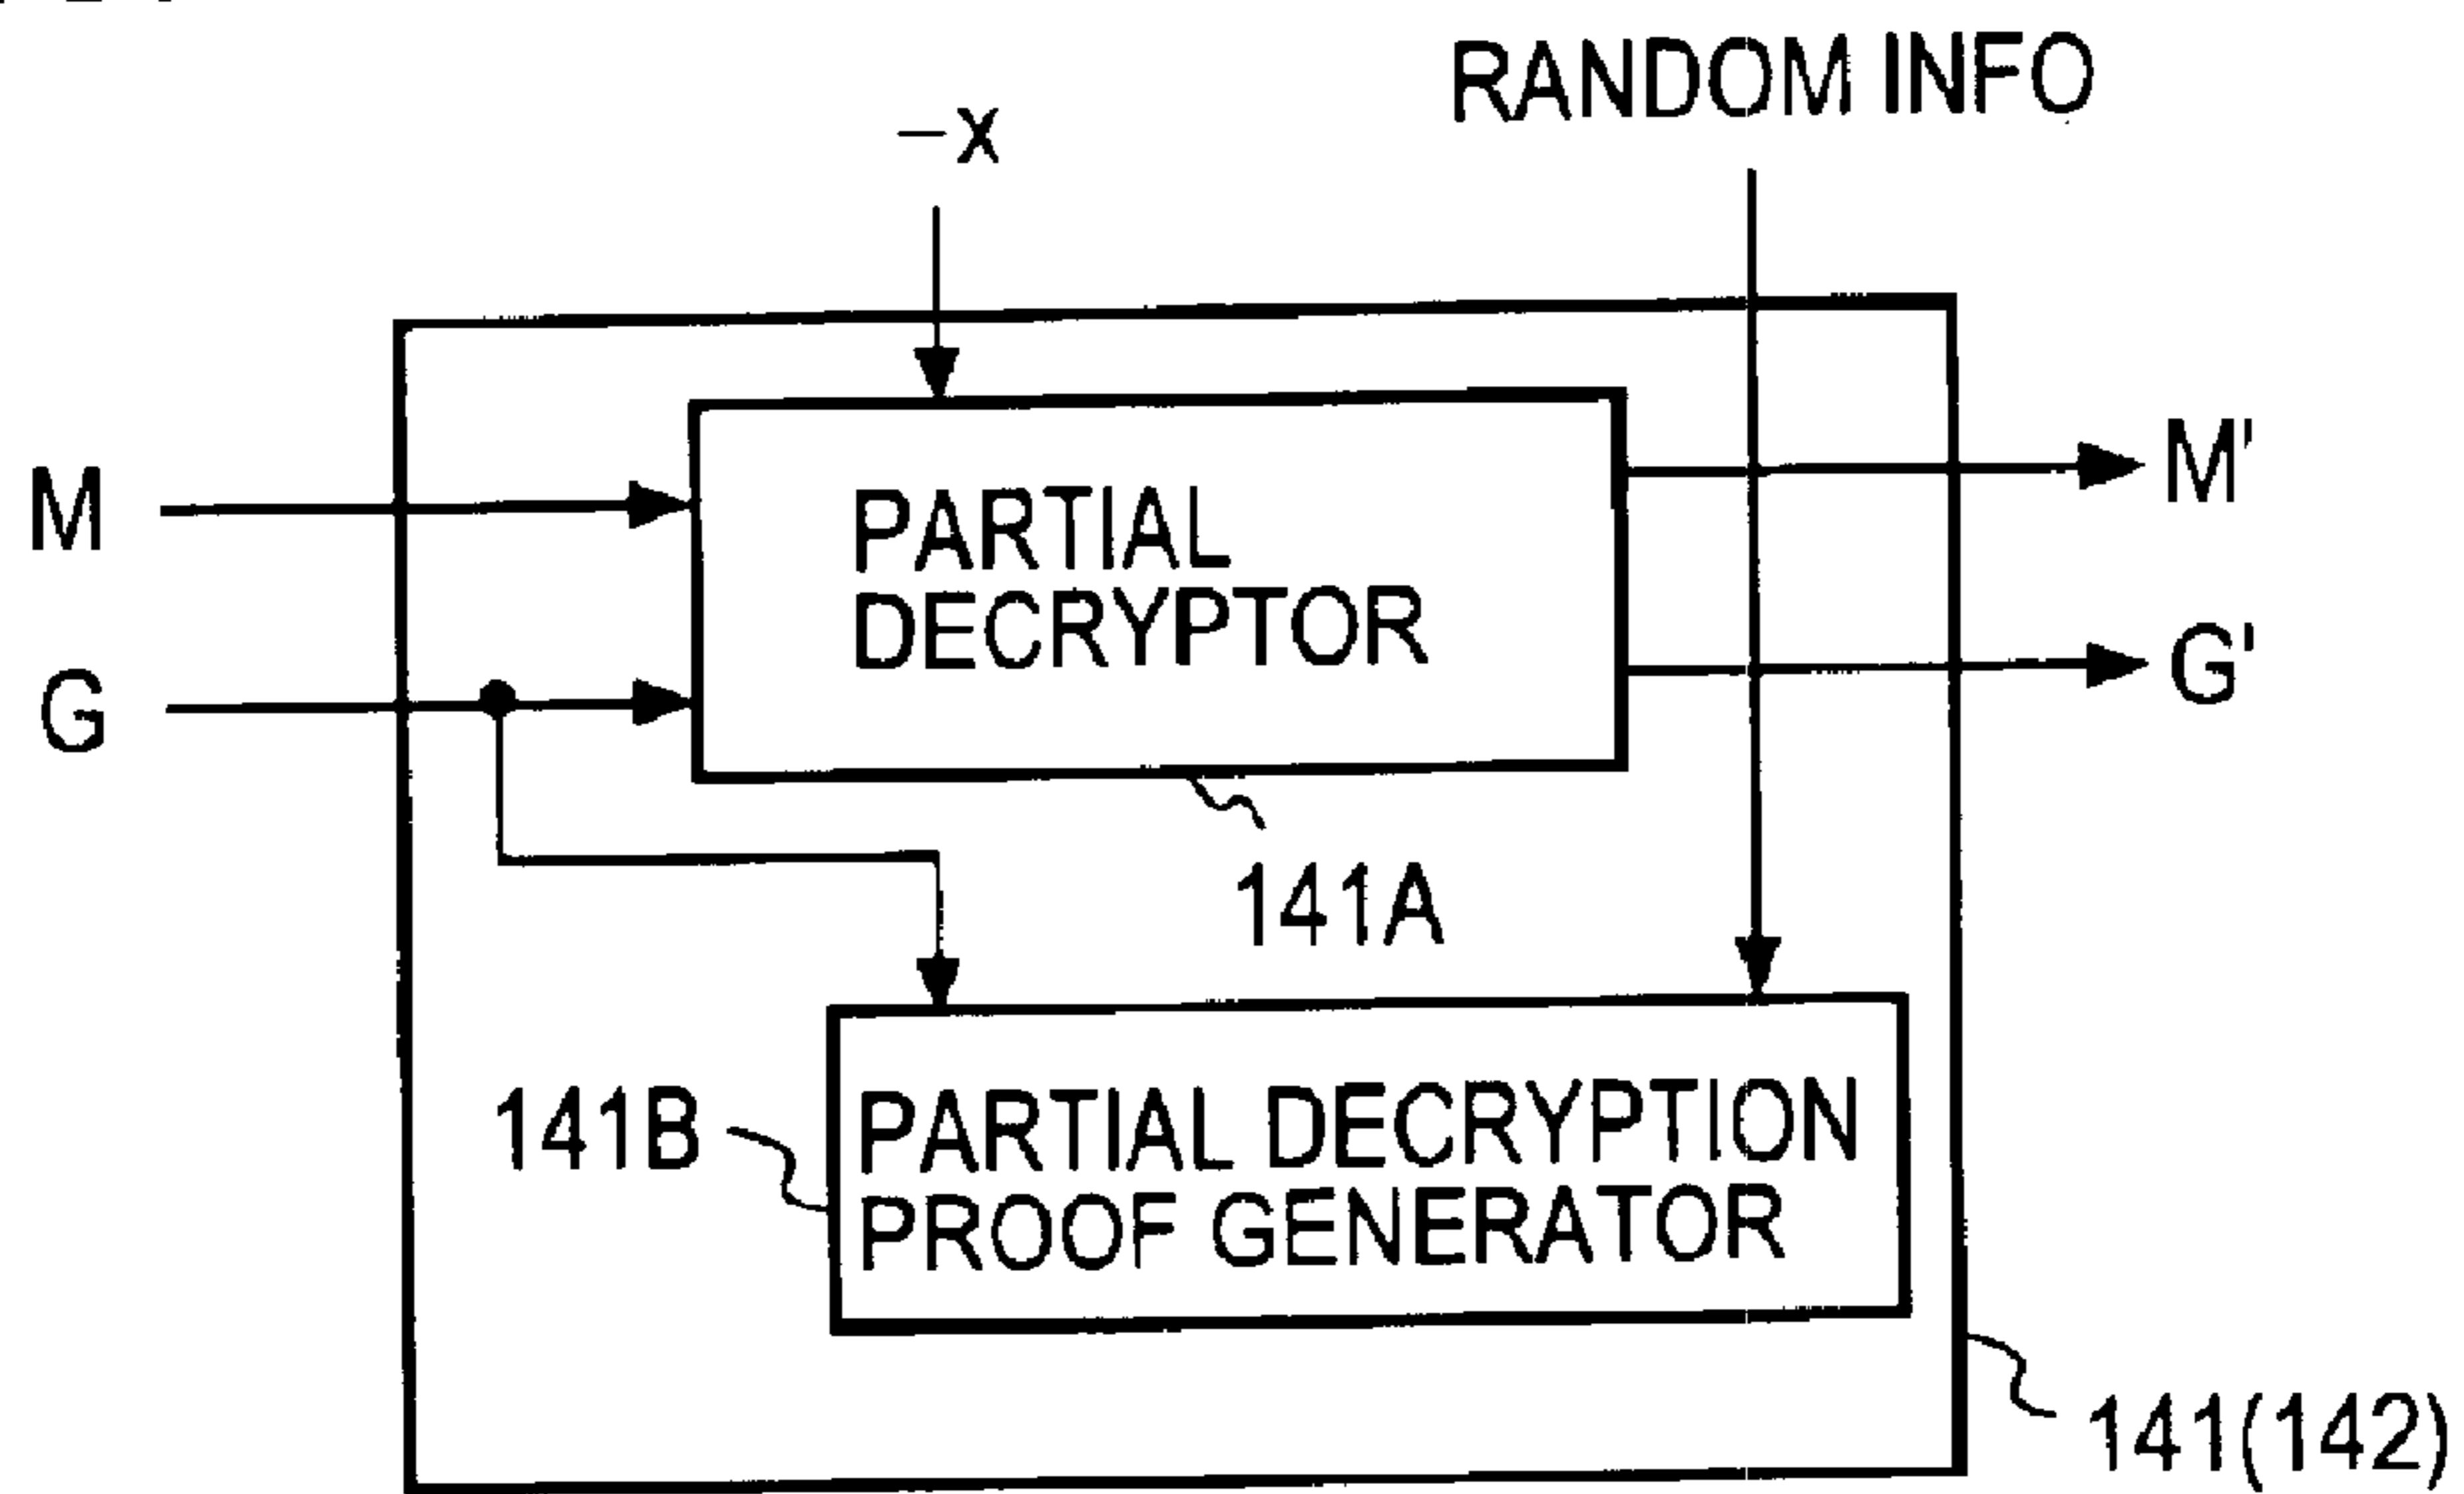 RANDOM INFO
-X
M
PARTIAL
DECRYPTOR
M'
G
G'
141A
141B
PARTIAL DECRYPTION
PROOF GENERATOR
141(142)